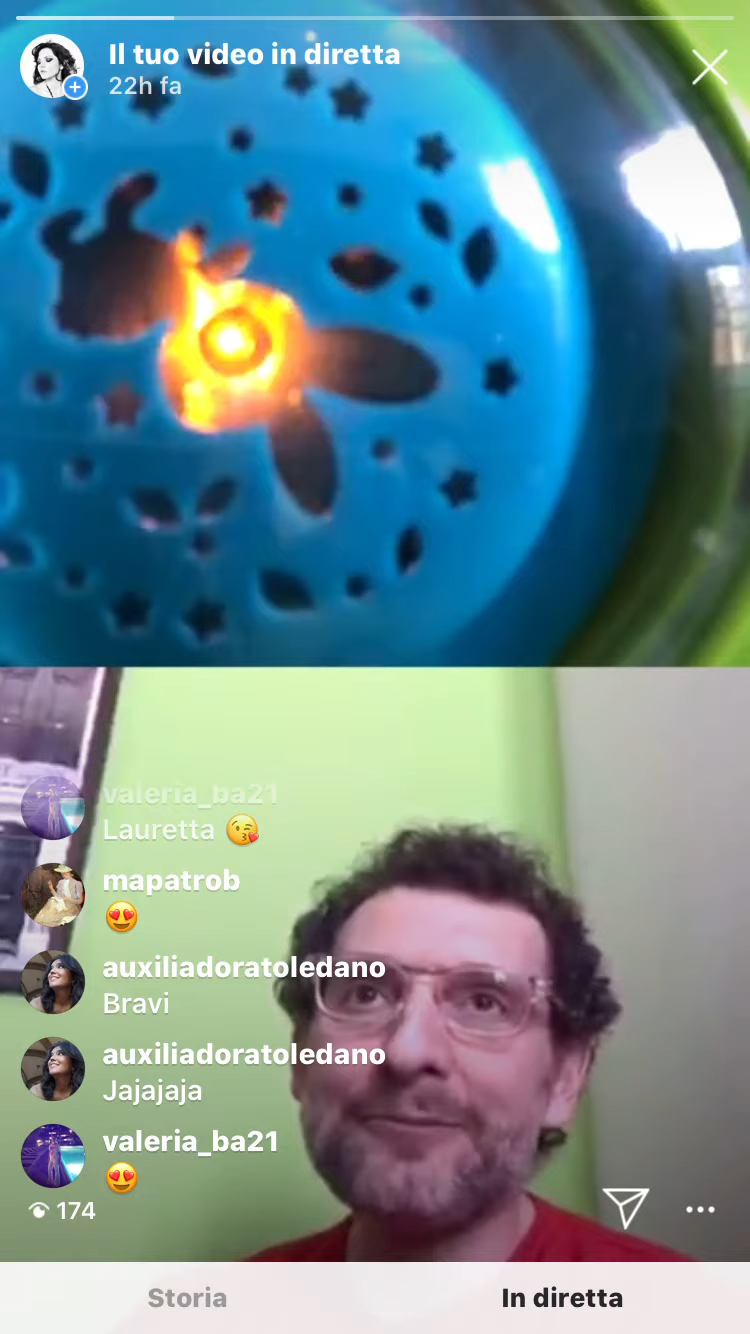 Il tuo video in diretta
22h fa
valeria_ba21
Lauretta 😘
mapatrob
😍
auxiliadoratoledano
Bravi
auxiliadoratoledano
Jajajaja
valeria_ba21
😍
174
Storia
In diretta